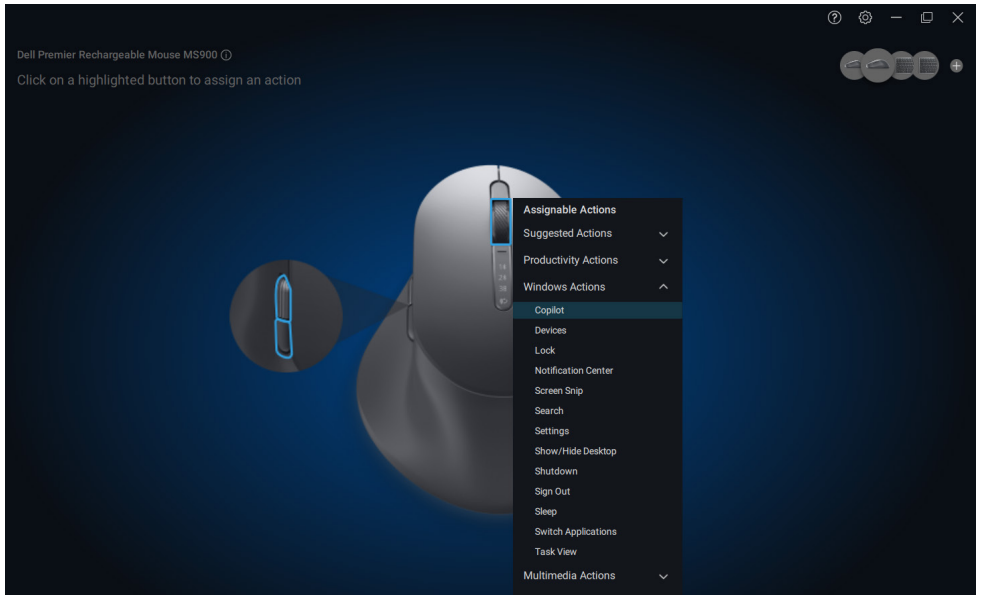 Dell Premier Rechargeable Mouse MS900
Click on a highlighted button to assign an action
Assignable Actions
Suggested Actions
Productivity Actions
Windows Actions
Copilot
Devices
Lock
Notification Center
Screen Snip
Search
Settings
Show/Hide Desktop
Shutdown
Sign Out
Sleep
Switch Applications
Task View
Multimedia Actions